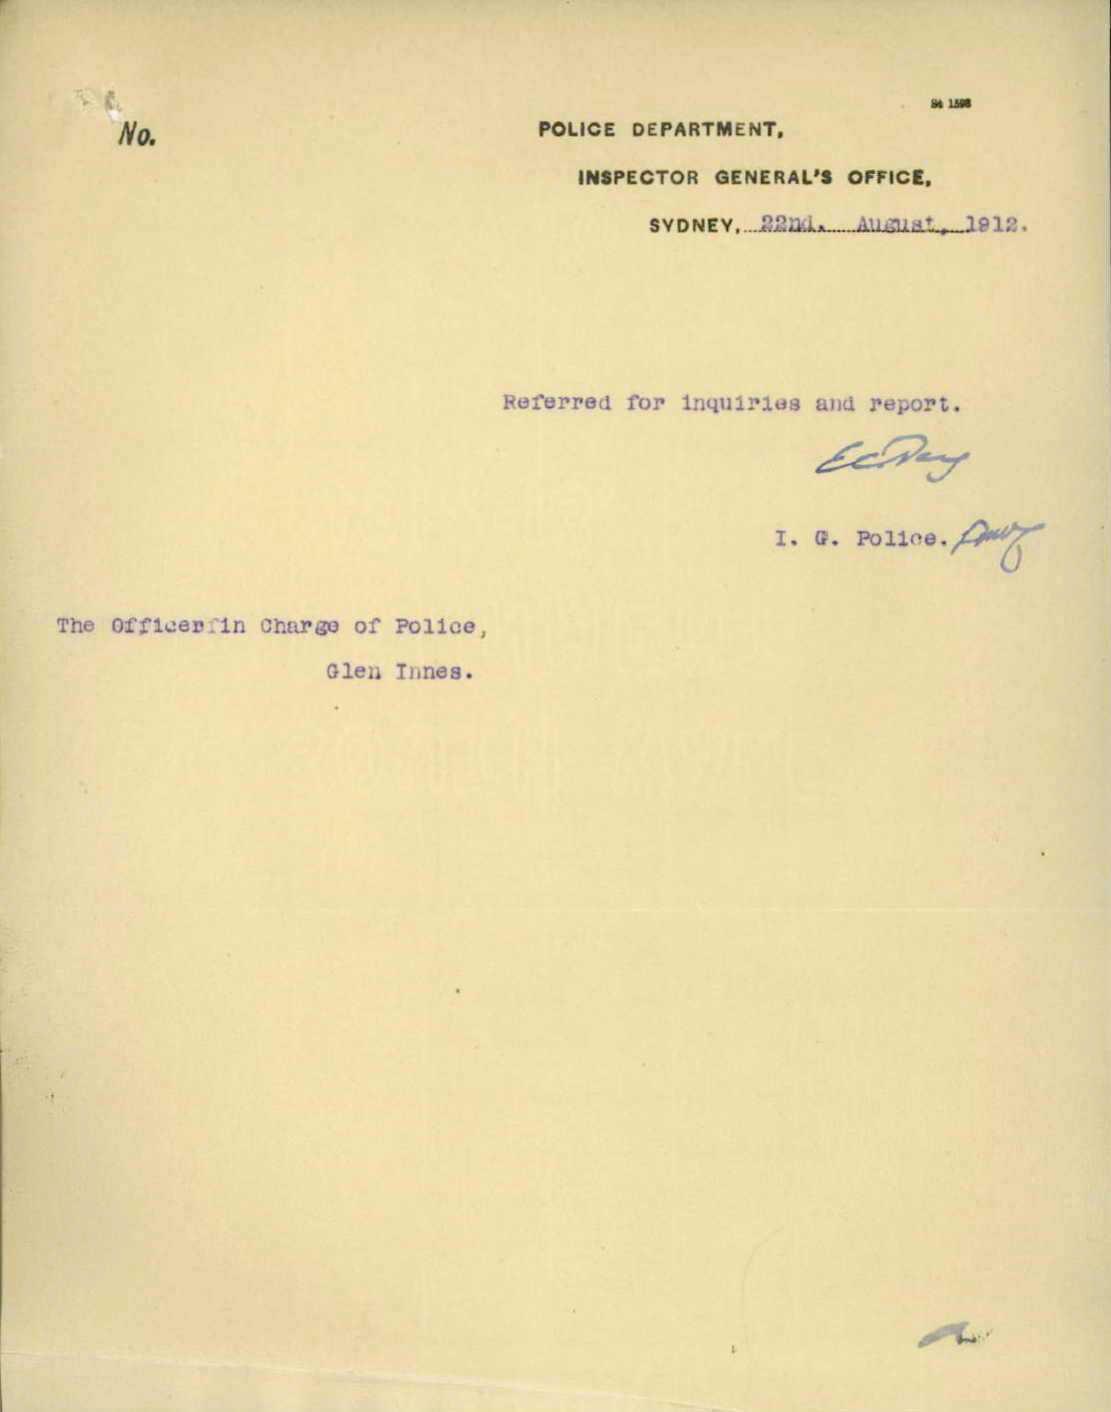 St 1598
No.
POLICE DEPARTMENT,
INSPECTOR GENERAL'S OFFICE,
SYDNEY, 22nd. August, 1912.
Referred for inquiries and report.
I. G. Police.
The Officer in Charge of Police,
Glen Innes.